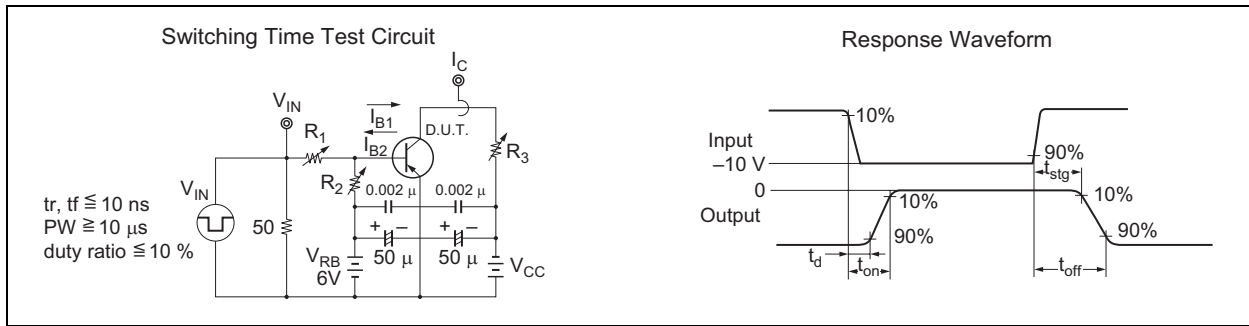 Switching Time Test Circuit
I_C
V_IN
I_B1
I_B2
D.U.T.
R_1
R_2
R_3
0.002 μ
0.002 μ
V_IN
tr, tf ≦ 10 ns
PW ≧ 10 μs
duty ratio ≦ 10 %
50
+ −
+ −
50 μ
50 μ
V_RB
6V
V_CC
Response Waveform
10%
Input
−10 V
90%
t_stg
0
10%
10%
Output
90%
90%
t_d
t_on
t_off